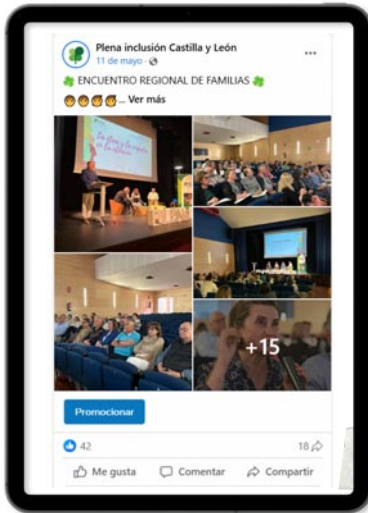 Plena inclusión Castilla y León
11 de mayo ·
ENCUENTRO REGIONAL DE FAMILIAS
... Ver más
+15
Promocionar
42
18
Me gusta
Comentar
Compartir